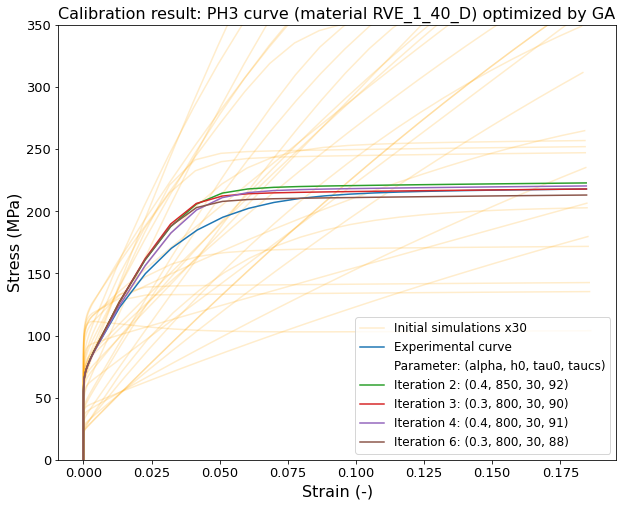 Calibration result: PH3 curve (material RVE_1_40_D) optimized by GA
Stress (MPa)
350
300
250
200
150
100
50
0
0.000 0.025 0.050 0.075 0.100 0.125 0.150 0.175
Strain (-)
Initial simulations x30
Experimental curve
Parameter: (alpha, h0, tau0, taucs)
Iteration 2: (0.4, 850, 30, 92)
Iteration 3: (0.3, 800, 30, 90)
Iteration 4: (0.4, 800, 30, 91)
Iteration 6: (0.3, 800, 30, 88)